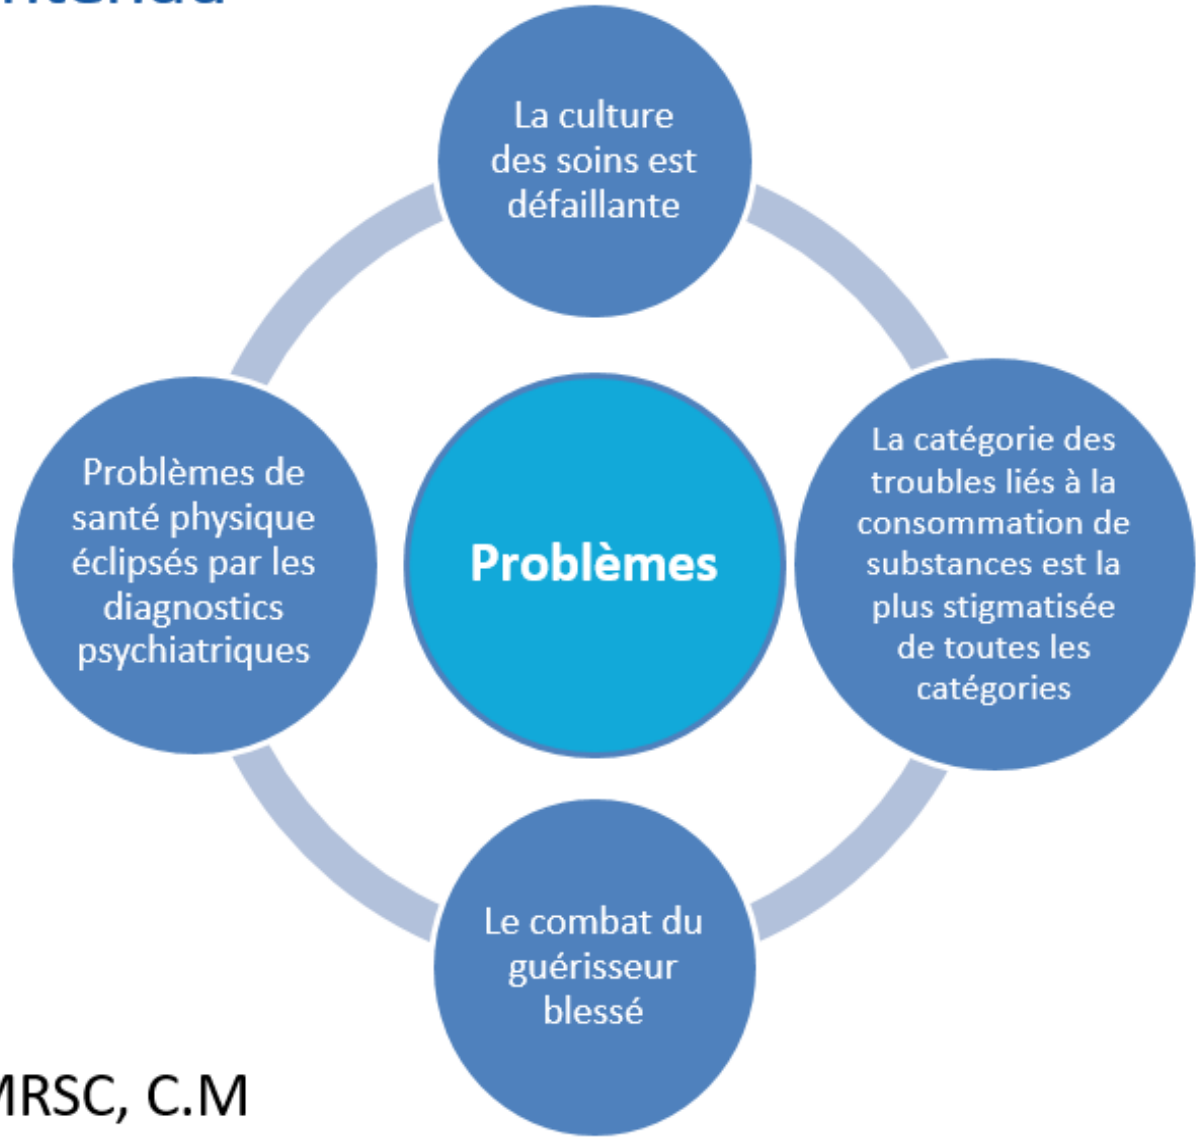 La culture
des soins est
défaillante
La catégorie des
troubles liés à la
consommation de
substances est la
plus stigmatisée
de toutes les
catégories
Problèmes de
santé physique
éclipsés par les
diagnostics
psychiatriques
Problèmes
Le combat du
guérisseur
blessé
MRSC, C.M